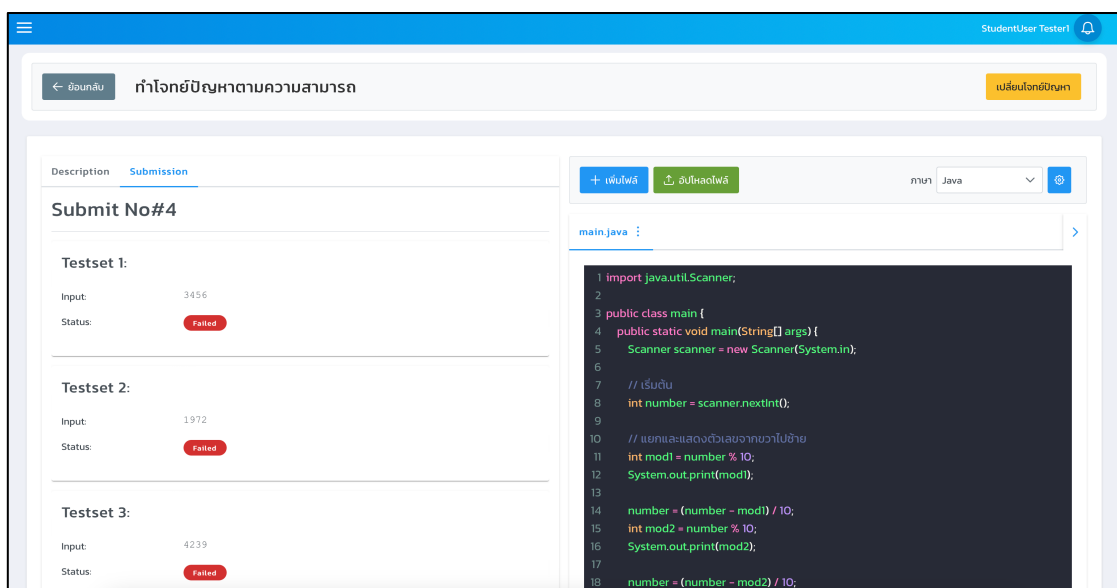 StudentUser Tester1
ย้อนกลับ
ทำโจทย์ปัญหาตามความสามารถ
เปลี่ยนโจทย์ปัญหา
Description Submission
Submit No#4
Testset 1:
Input: 3456
Status: Failed
Testset 2:
Input: 1972
Status: Failed
Testset 3:
Input: 4239
Status: Failed
เพิ่มไฟล์ อัปโหลดไฟล์ ภาษา Java
main.java
1 import java.util.Scanner;
2
3 public class main {
4 public static void main(String[] args) {
5 Scanner scanner = new Scanner(System.in);
6
7 // เริ่มต้น
8 int number = scanner.nextInt();
9
10 // แยกและแสดงตัวเลขจากขวาไปซ้าย
11 int mod1 = number % 10;
12 System.out.print(mod1);
13
14 number = (number - mod1) / 10;
15 int mod2 = number % 10;
16 System.out.print(mod2);
17
18 number = (number - mod2) / 10;